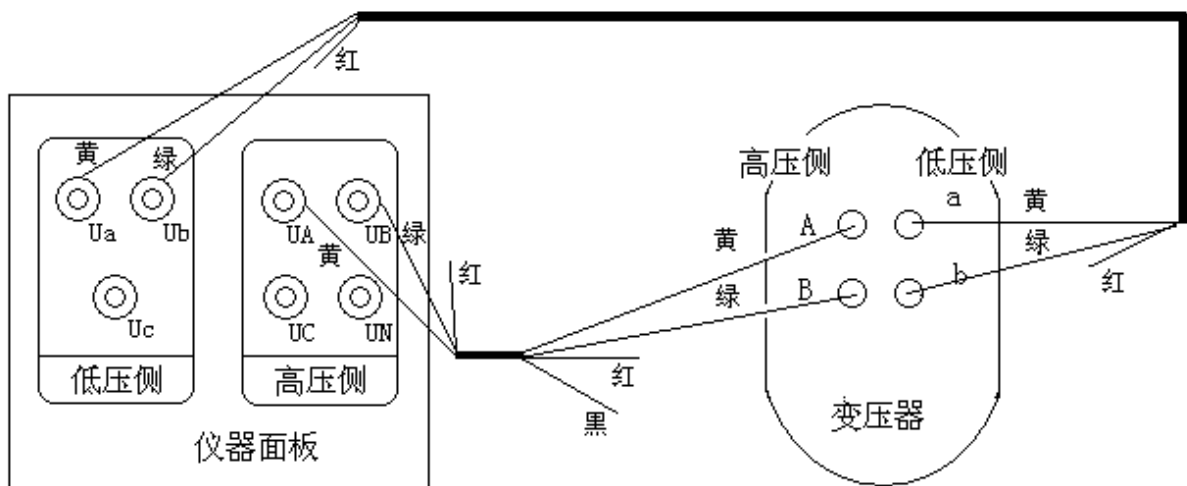 红
黄 绿
Ua Ub
Uc
低压侧
UA UB
黄 绿
UC UN
高压侧
仪器面板
红
黄
绿
红
黑
高压侧 低压侧
A a
B b
变压器
黄
绿
红